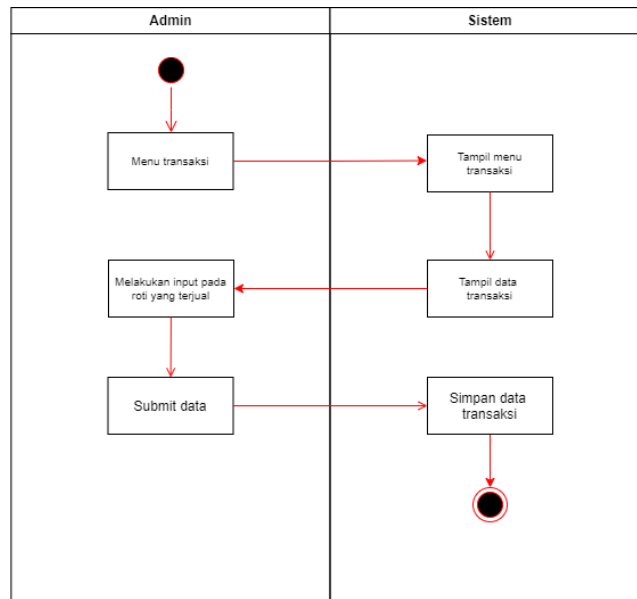 Admin
Sistem
Menu transaksi
Tampil menu
transaksi
Melakukan input pada
roti yang terjual
Tampil data
transaksi
Submit data
Simpan data
transaksi